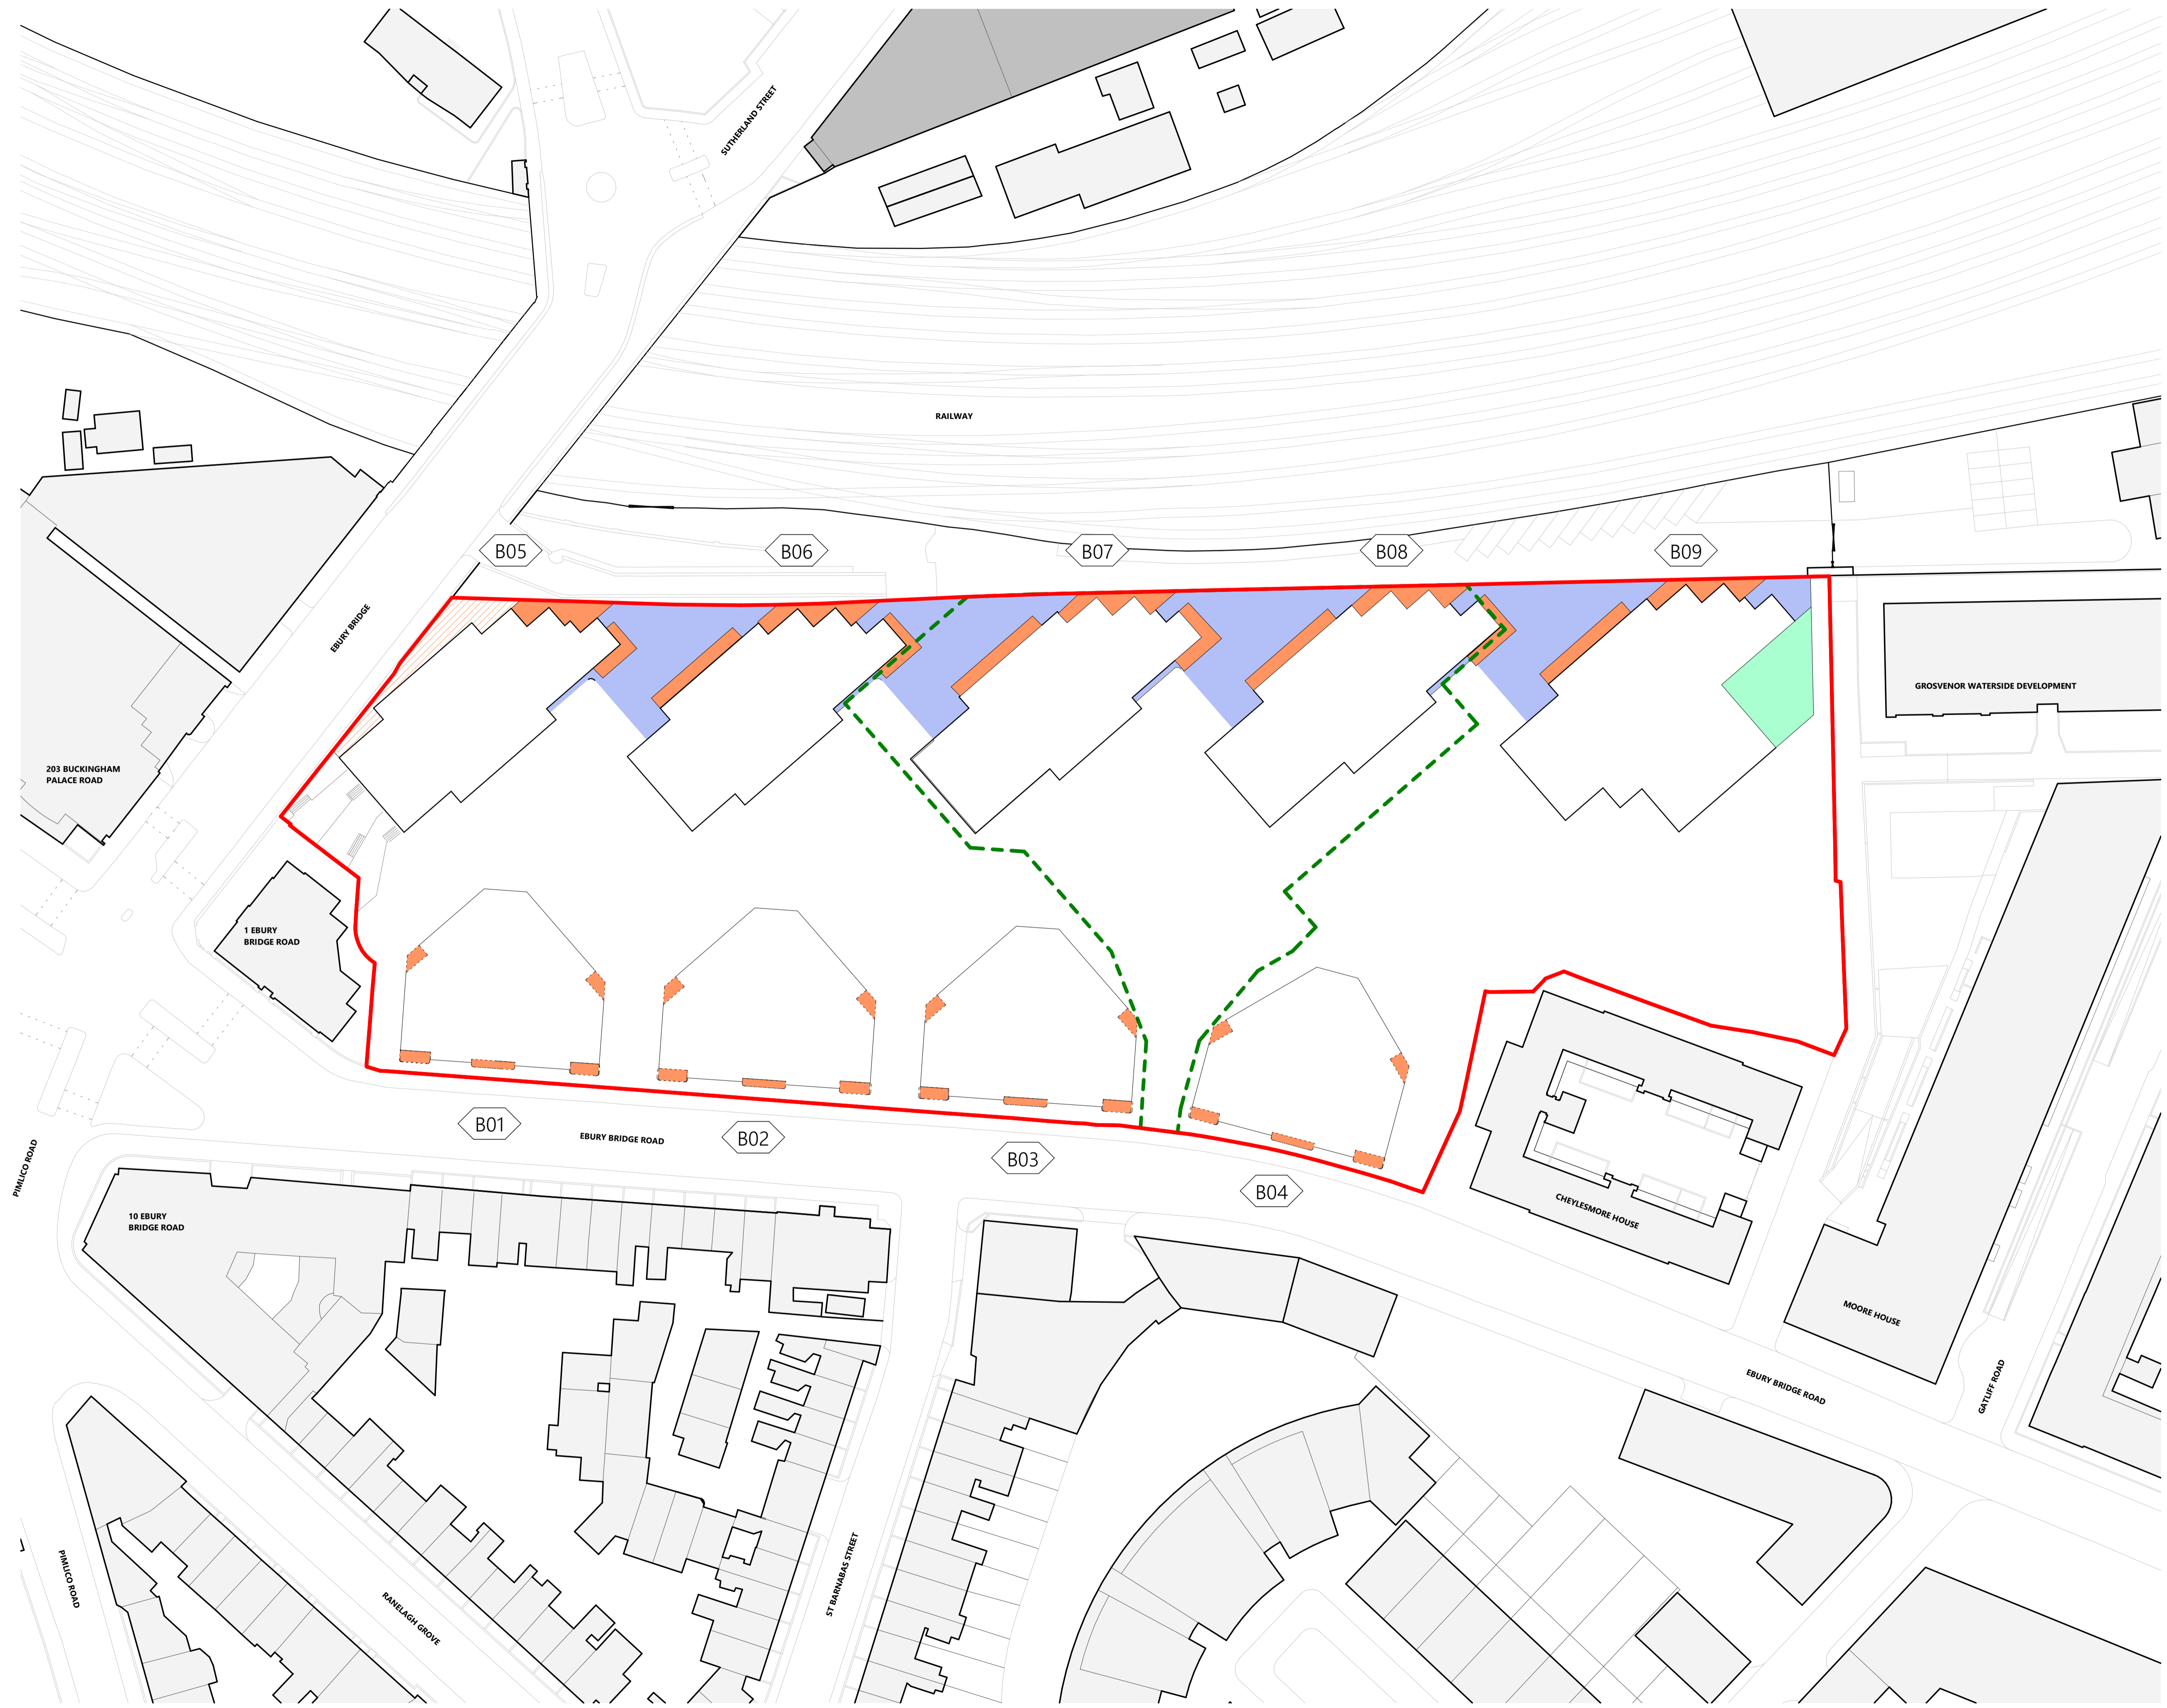 SUTHERLAND STREET
RAILWAY
B05
B06
B07
B08
B09
EBURY BRIDGE
GROSVENOR WATERSIDE DEVELOPMENT
203 BUCKINGHAM
PALACE ROAD
1 EBURY
BRIDGE ROAD
B01
B02
B03
B04
EBURY BRIDGE ROAD
PIMLICO ROAD
CHEYLESMORE HOUSE
10 EBURY
BRIDGE ROAD
MOORE HOUSE
EBURY BRIDGE ROAD
GATLIFF ROAD
PIMLICO ROAD
RANELAGH GROVE
ST BARNABAS STREET